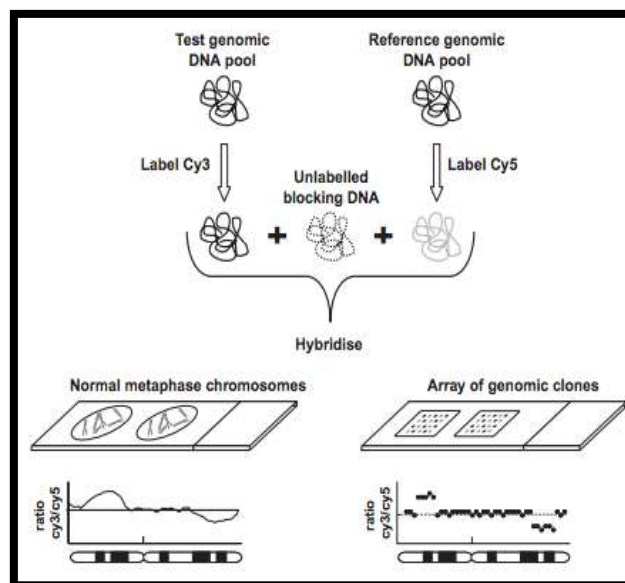 Test genomic
DNA pool
Reference genomic
DNA pool
Label Cy3
Label Cy5
Unlabelled
blocking DNA
+
+
Hybridise
Normal metaphase chromosomes
Array of genomic clones
ratio
cy3/cy5
ratio
cy3/cy5